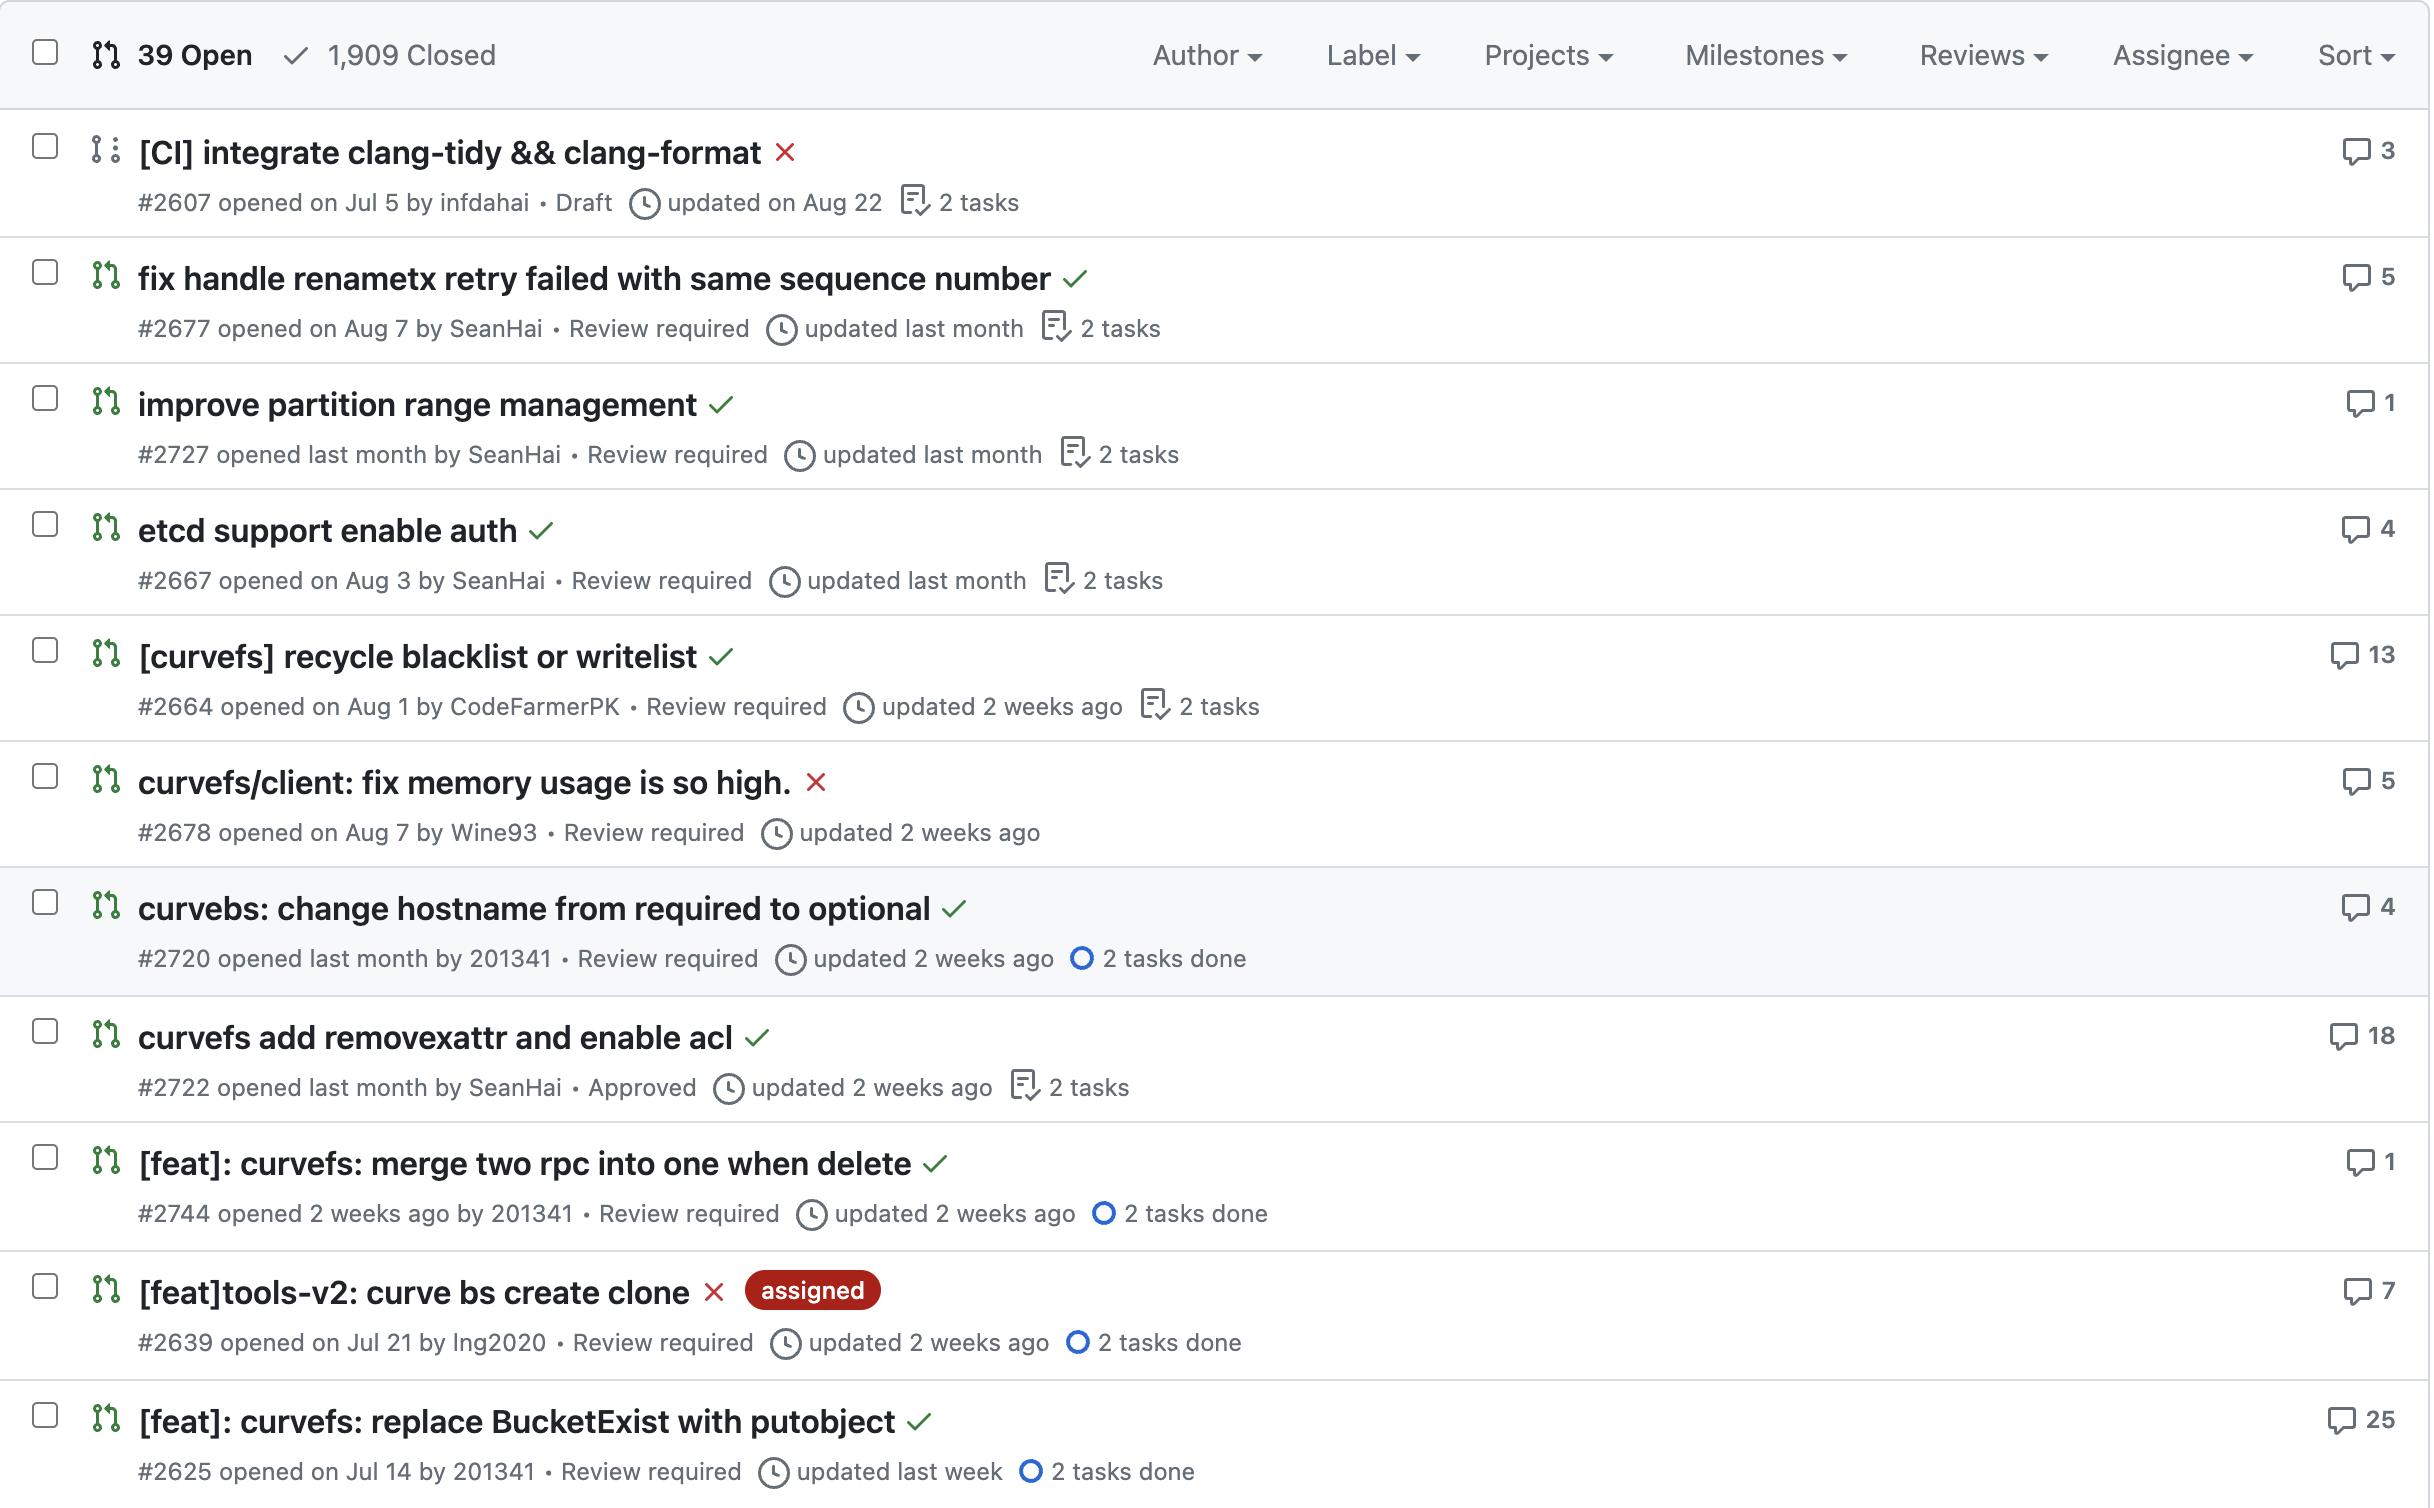 39 Open 1,909 Closed Author Label Projects Milestones Reviews Assignee Sort
[CI] integrate clang-tidy && clang-format 3
#2607 opened on Jul 5 by infdahai • Draft updated on Aug 22 2 tasks
fix handle renametx retry failed with same sequence number 5
#2677 opened on Aug 7 by SeanHai • Review required updated last month 2 tasks
improve partition range management 1
#2727 opened last month by SeanHai • Review required updated last month 2 tasks
etcd support enable auth 4
#2667 opened on Aug 3 by SeanHai • Review required updated last month 2 tasks
[curvefs] recycle blacklist or writelist 13
#2664 opened on Aug 1 by CodeFarmerPK • Review required updated 2 weeks ago 2 tasks
curvefs/client: fix memory usage is so high. 5
#2678 opened on Aug 7 by Wine93 • Review required updated 2 weeks ago
curvebs: change hostname from required to optional 4
#2720 opened last month by 201341 • Review required updated 2 weeks ago 2 tasks done
curvefs add removexattr and enable acl 18
#2722 opened last month by SeanHai • Approved updated 2 weeks ago 2 tasks
[feat]: curvefs: merge two rpc into one when delete 1
#2744 opened 2 weeks ago by 201341 • Review required updated 2 weeks ago 2 tasks done
[feat]tools-v2: curve bs create clone assigned 7
#2639 opened on Jul 21 by lng2020 • Review required updated 2 weeks ago 2 tasks done
[feat]: curvefs: replace BucketExist with putobject 25
#2625 opened on Jul 14 by 201341 • Review required updated last week 2 tasks done